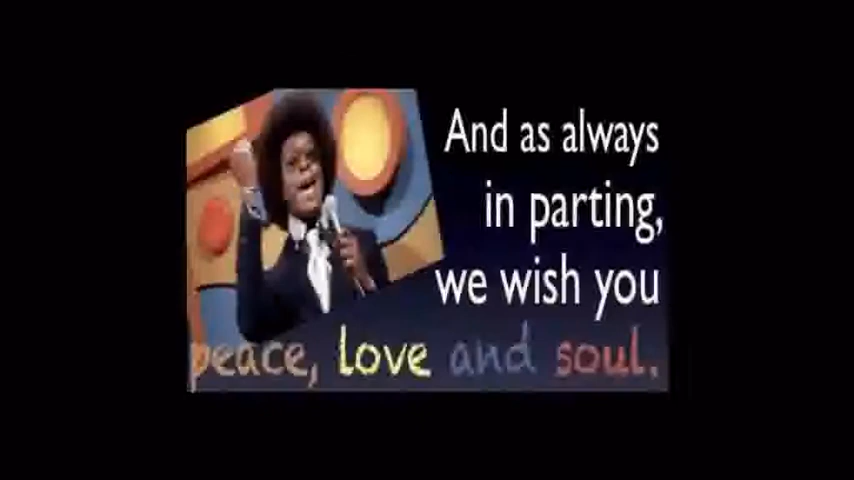 And as always
in parting,
we wish you
peace, love and soul.